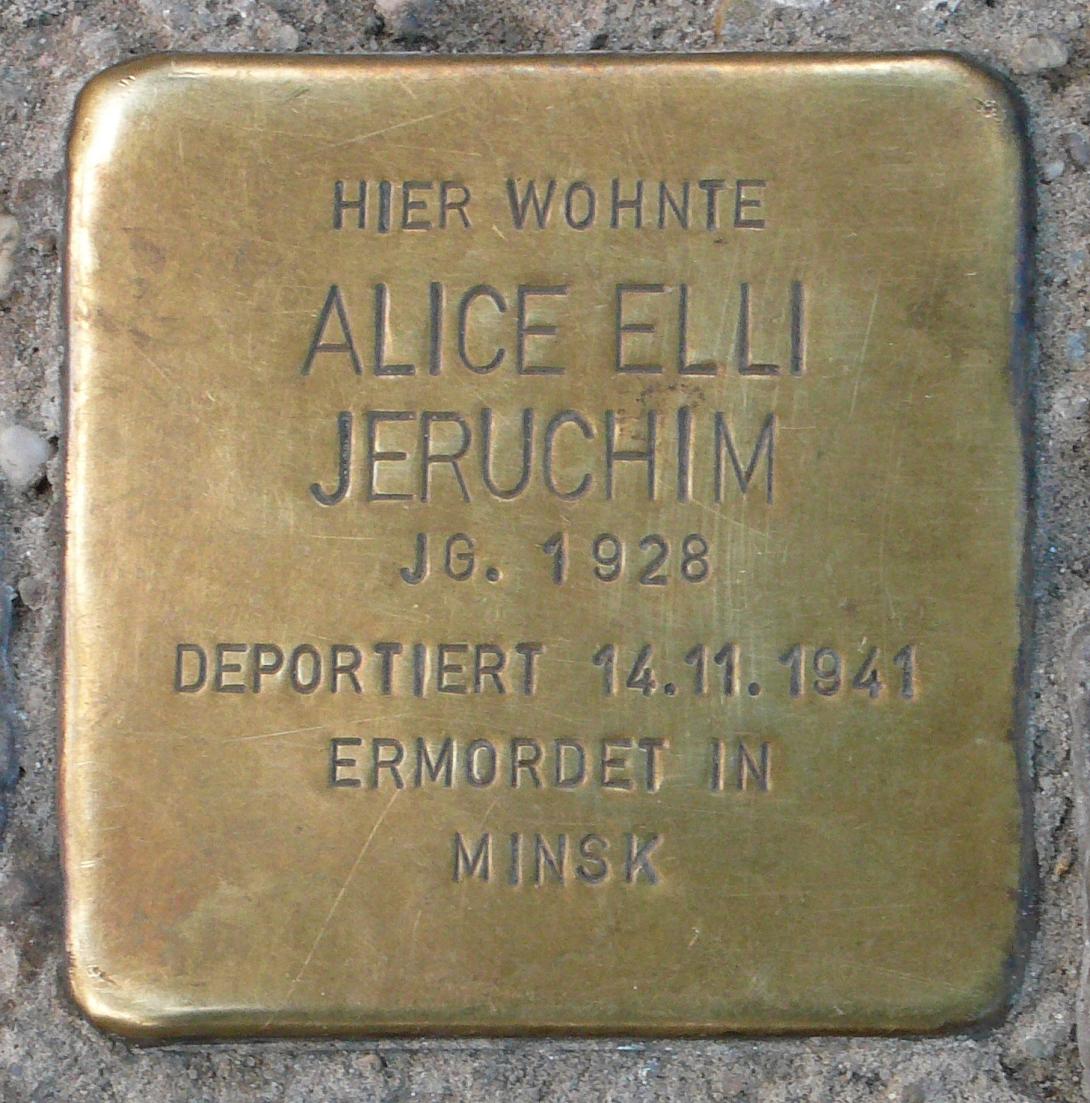 HIER WOHNTE
ALICE ELLI
JERUCHIM
JG. 1928
DEPORTIERT 14.11.1941
ERMORDET IN
MINSK